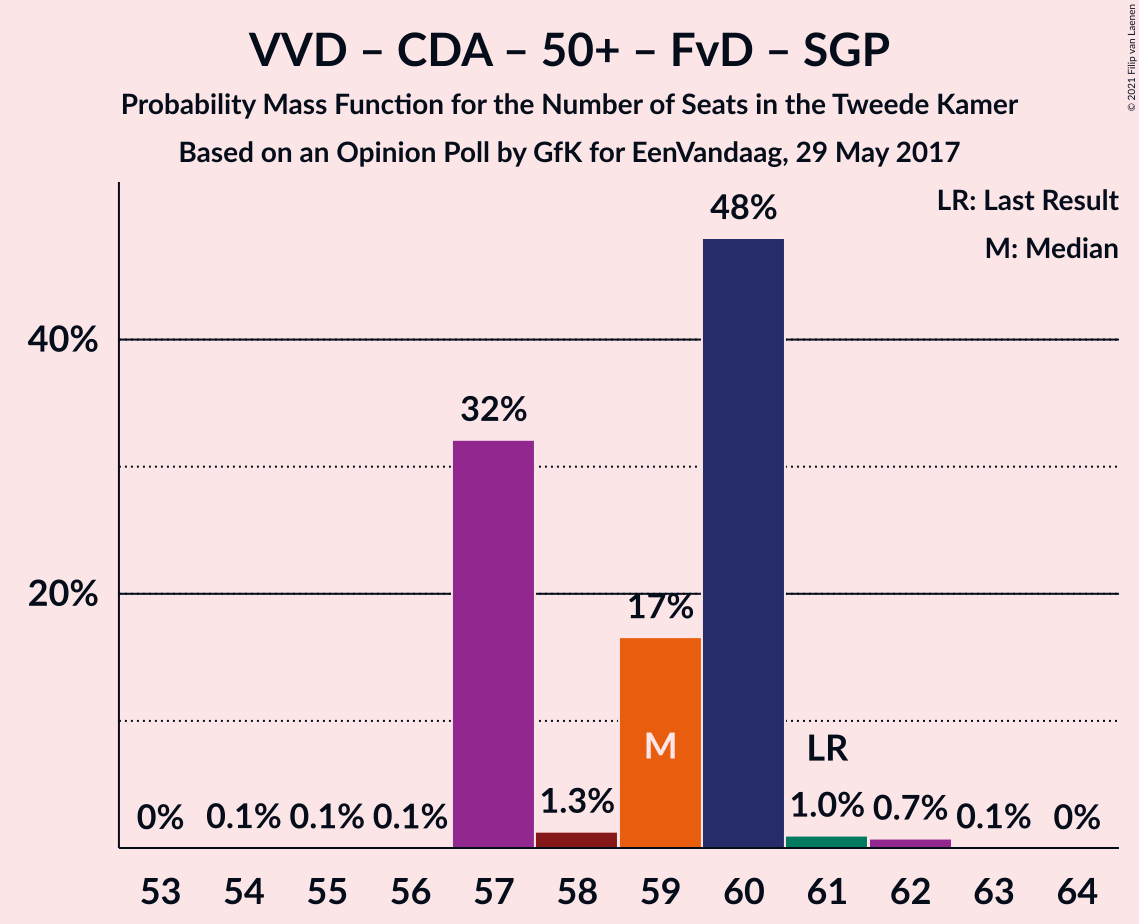 VVD – CDA – 50+ – FvD – SGP
Probability Mass Function for the Number of Seats in the Tweede Kamer
Based on an Opinion Poll by GfK for EenVandaag, 29 May 2017
© 2021 Filip van Laenen
LR: Last Result
M: Median
48%
40%
32%
20%
17%
M
LR
0% 0.1% 0.1% 0.1% 1.3% 1.0% 0.7% 0.1% 0%
53 54 55 56 57 58 59 60 61 62 63 64